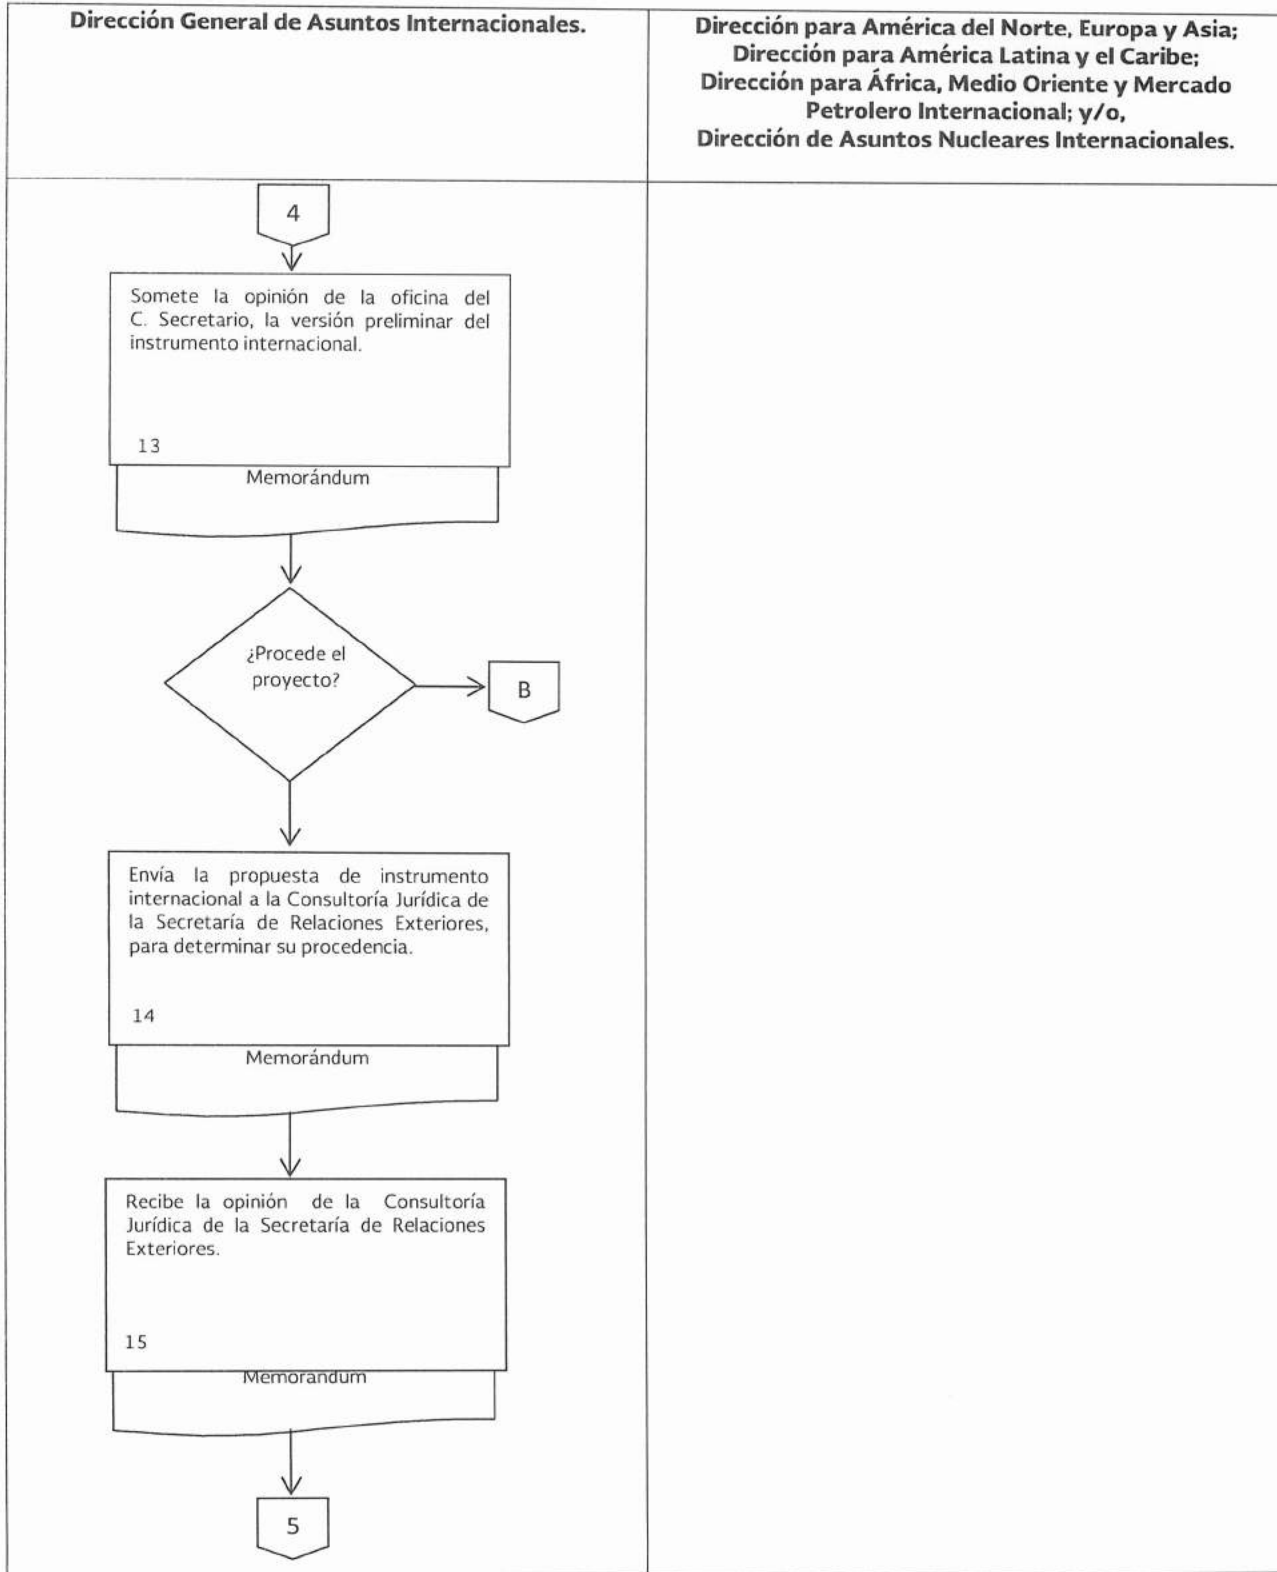 Dirección General de Asuntos Internacionales.
Dirección para América del Norte, Europa y Asia;
Dirección para América Latina y el Caribe;
Dirección para África, Medio Oriente y Mercado
Petrolero Internacional; y/o,
Dirección de Asuntos Nucleares Internacionales.
4
Somete la opinión de la oficina del
C. Secretario, la versión preliminar del
instrumento internacional.
13
Memorándum
¿Procede el
proyecto?
B
Envía la propuesta de instrumento
internacional a la Consultoría Jurídica de
la Secretaría de Relaciones Exteriores,
para determinar su procedencia.
14
Memorándum
Recibe la opinión de la Consultoría
Jurídica de la Secretaría de Relaciones
Exteriores.
15
Memorándum
5